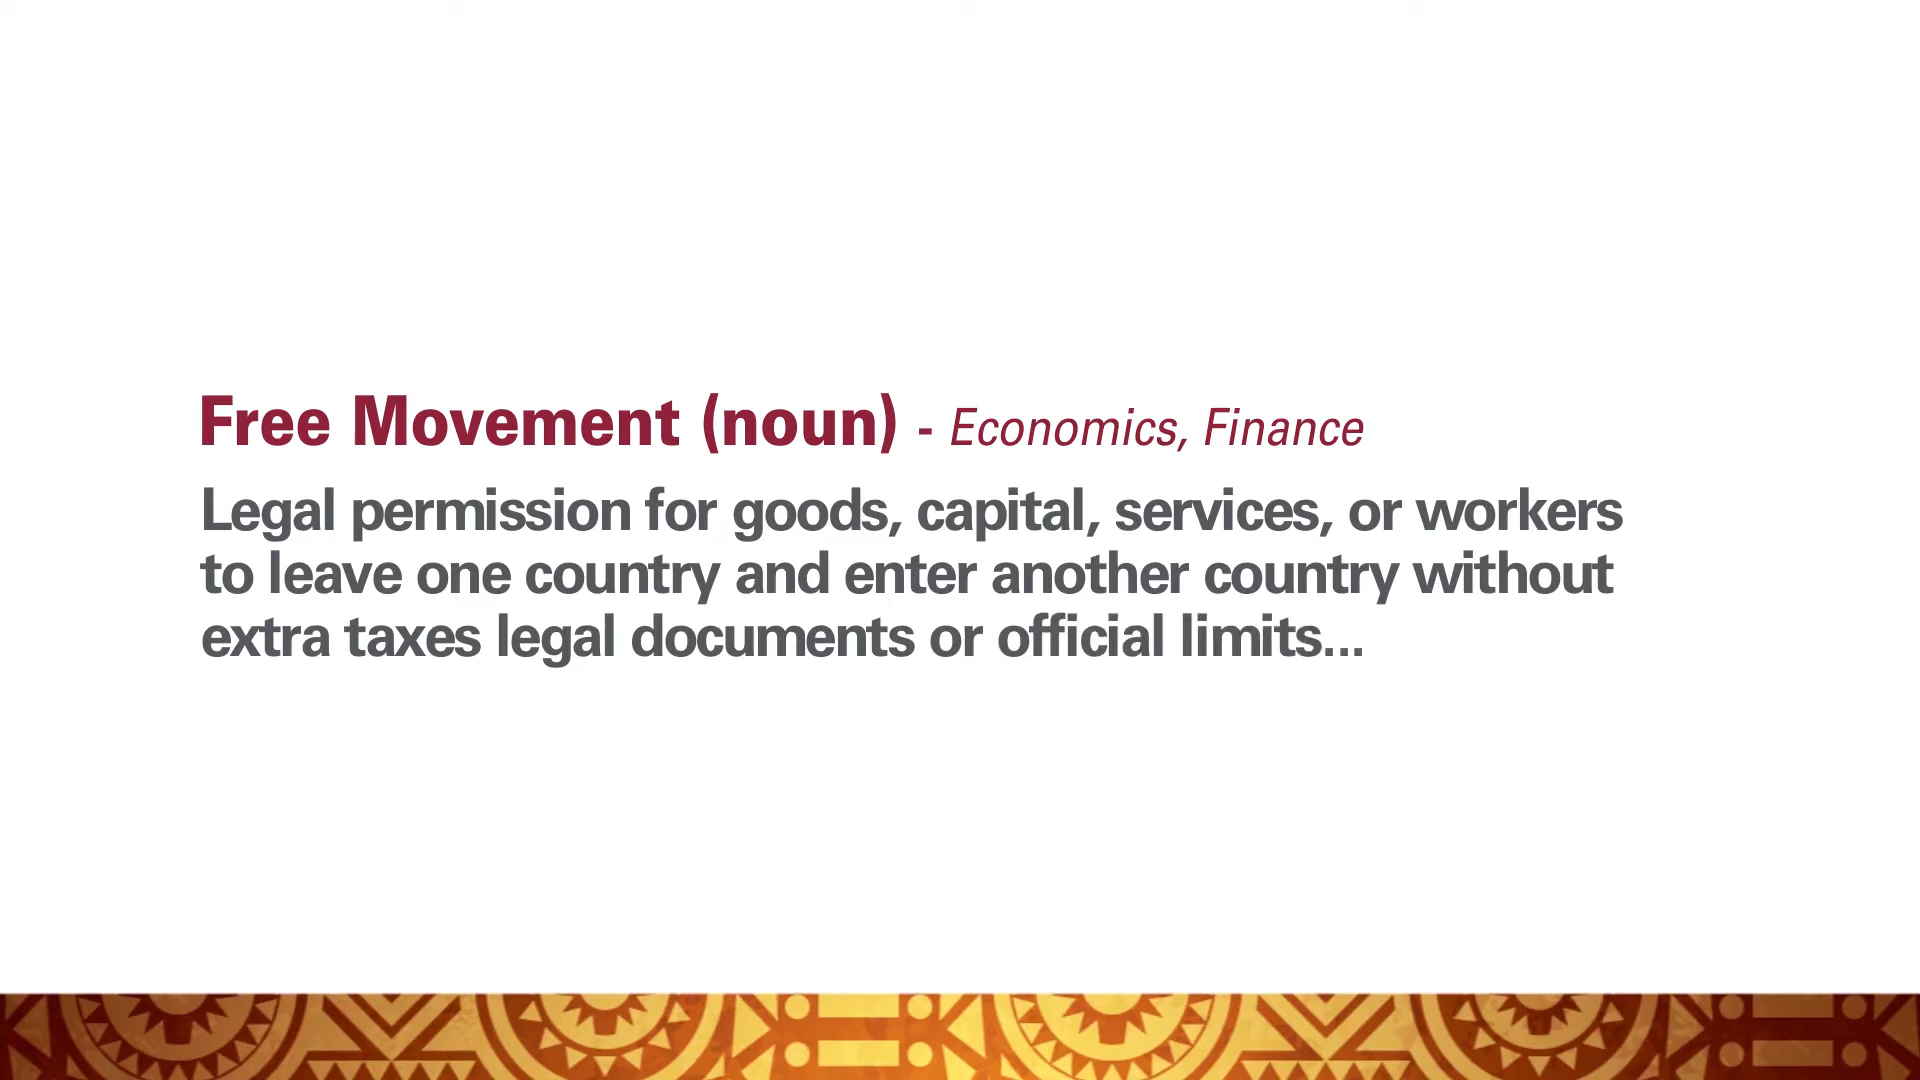 Free Movement (noun) - Economics, Finance
Legal permission for goods, capital, services, or workers
to leave one country and enter another country without
extra taxes legal documents or official limits...